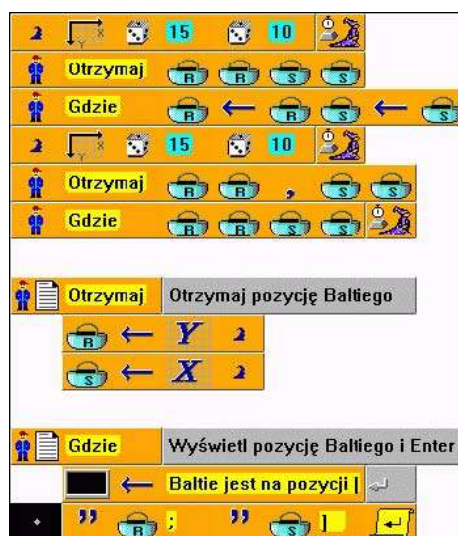 X Y 15 10
Otrzymaj R R S S
Gdzie R ← R S ← S
X Y 15 10
Otrzymaj R R , S S
Gdzie R R S S
Otrzymaj Otrzymaj pozycję Baltiego
R ← Y
S ← X
Gdzie Wyświetl pozycję Baltiego i Enter
← Baltie jest na pozycji [
" R ; " S ]